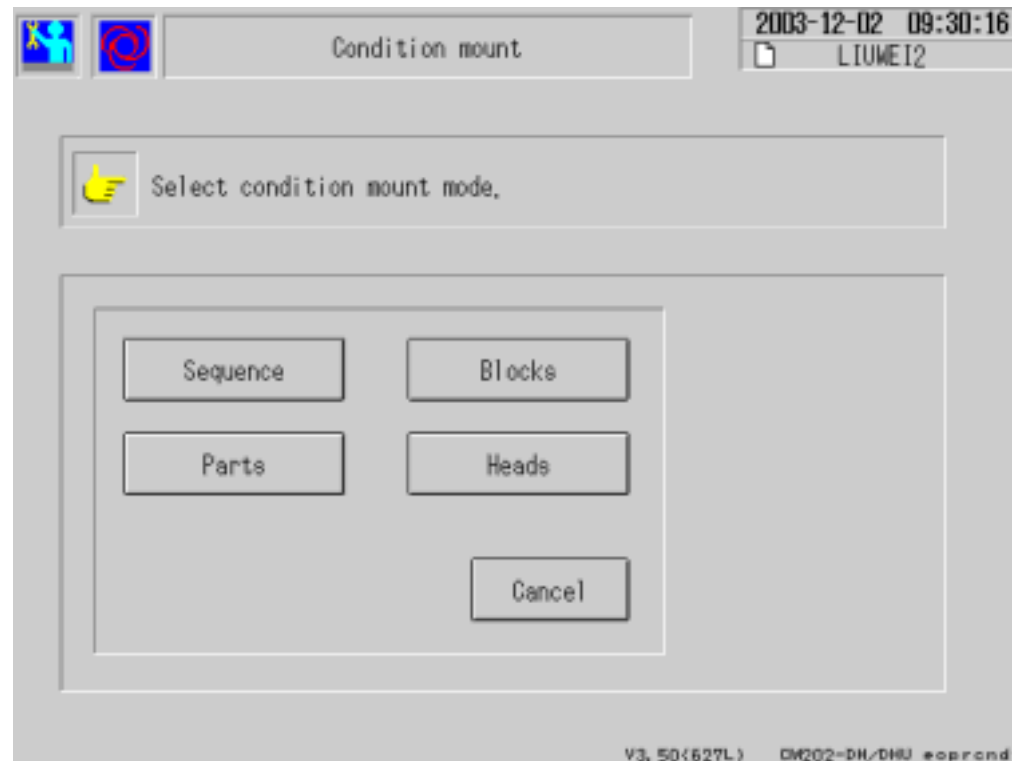 Condition mount
2003-12-02 09:30:16
LIUWEI2
Select condition mount mode.
Sequence
Blocks
Parts
Heads
Cancel
V3.50(627L) CM202-DH/DHU eoprcnd